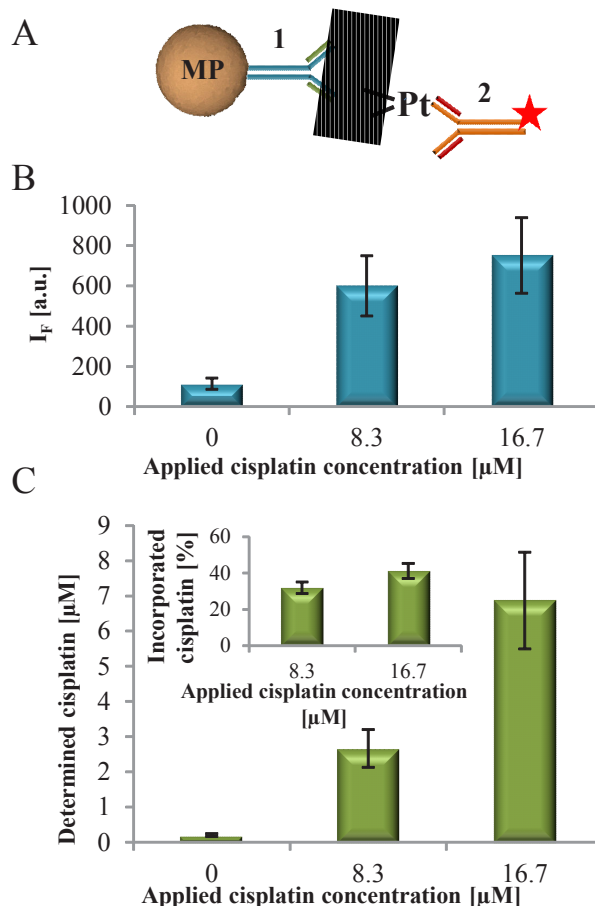 A
1
MP
Pt
2
B
1000
800
600
400
200
0
I_F [a.u.]
0 8.3 16.7
Applied cisplatin concentration [µM]
C
9
8
7
6
5
4
3
2
1
0
Determined cisplatin [µM]
60
40
20
0
Incorporated
cisplatin [%]
8.3 16.7
Applied cisplatin concentration
[µM]
0 8.3 16.7
Applied cisplatin concentration [µM]